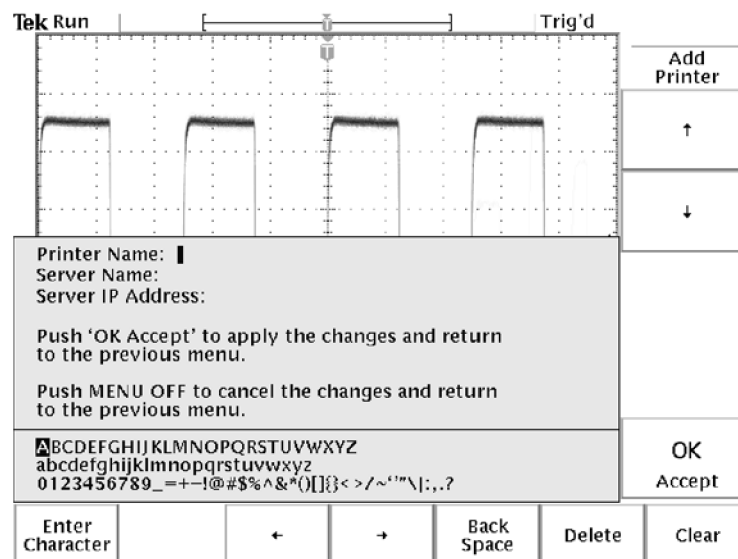 Tek Run
Trig'd
T
T
Add
Printer
↑
↓
Printer Name:
Server Name:
Server IP Address:
Push ‘OK Accept’ to apply the changes and return
to the previous menu.
Push MENU OFF to cancel the changes and return
to the previous menu.
ABCDEFGHIJKLMNOPQRSTUVWXYZ
abcdefghijklmnopqrstuvwxyz
0123456789_=+−!@#$%^&*()[]{}<>/~‘’”\|:,.?
OK
Accept
Enter
Character
←
→
Back
Space
Delete
Clear